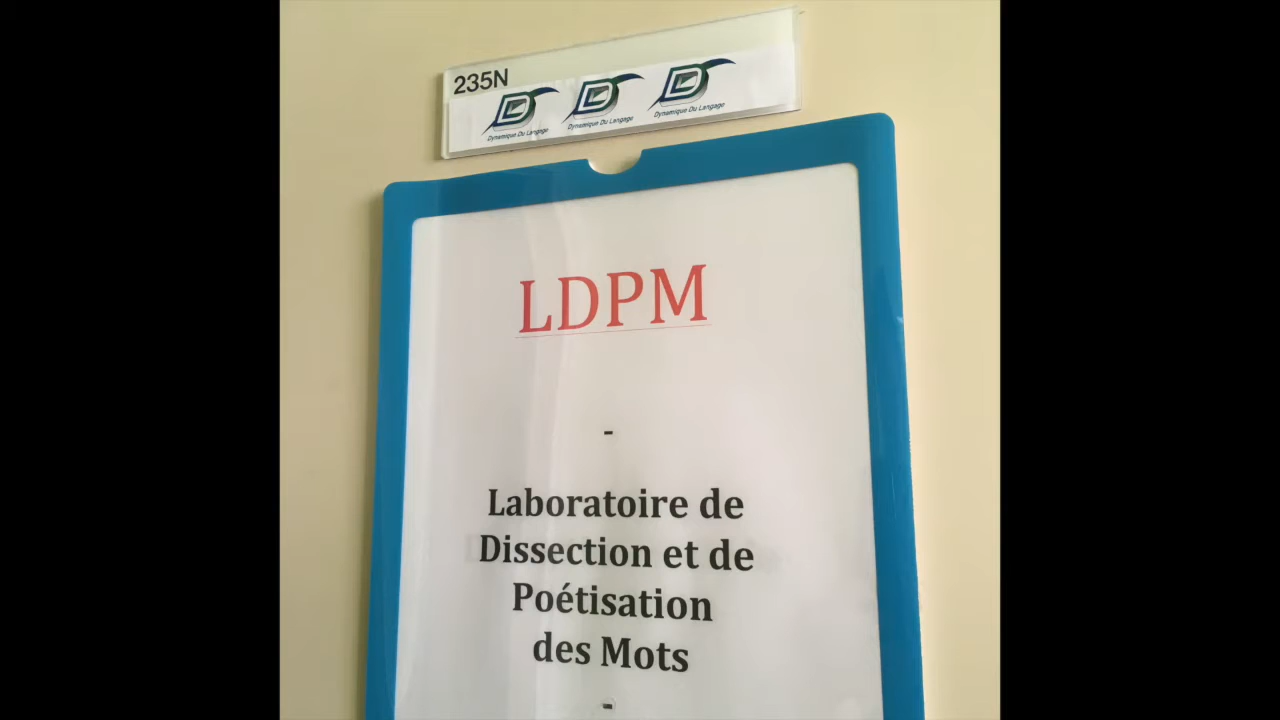 235N
Dynamique Du Langage Dynamique Du Langage Dynamique Du Langage
LDPM
-
Laboratoire de
Dissection et de
Poétisation
des Mots
-